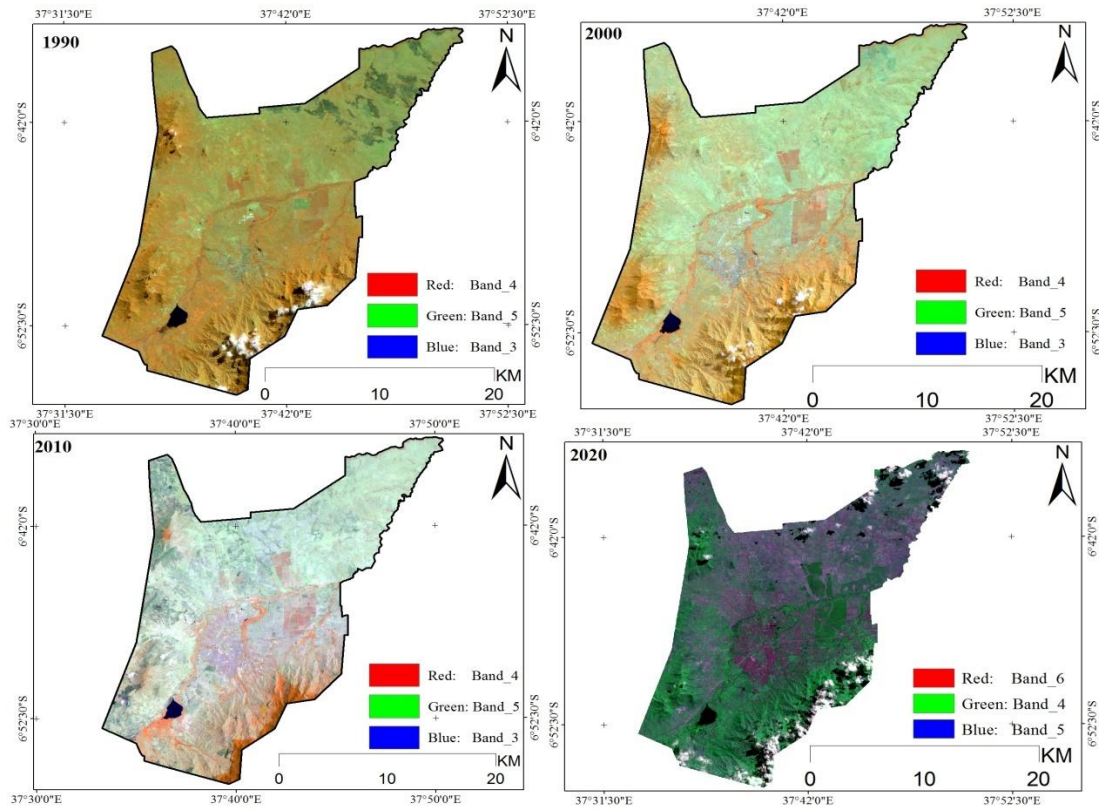 37°31'30"E 37°42'0"E 37°52'30"E
1990
N
6°42'0"S
6°42'0"S
Red: Band_4
Green: Band_5
Blue: Band_3
6°52'30"S
6°52'30"S
KM
0 10 20
37°31'30"E 37°42'0"E 37°52'30"E
37°42'0"E 37°52'30"E
2000
N
6°42'0"S
6°42'0"S
Red: Band_4
Green: Band_5
Blue: Band_3
6°52'30"S
6°52'30"S
KM
0 10 20
37°42'0"E 37°52'30"E
37°30'0"E 37°40'0"E 37°50'0"E
2010
N
6°42'0"S
6°42'0"S
Red: Band_4
Green: Band_5
Blue: Band_3
6°52'30"S
6°52'30"S
KM
0 10 20
37°30'0"E 37°40'0"E 37°50'0"E
37°31'30"E 37°42'0"E 37°52'30"E
2020
N
6°42'0"S
6°42'0"S
Red: Band_6
Green: Band_4
Blue: Band_5
6°52'30"S
6°52'30"S
KM
0 10 20
37°31'30"E 37°42'0"E 37°52'30"E